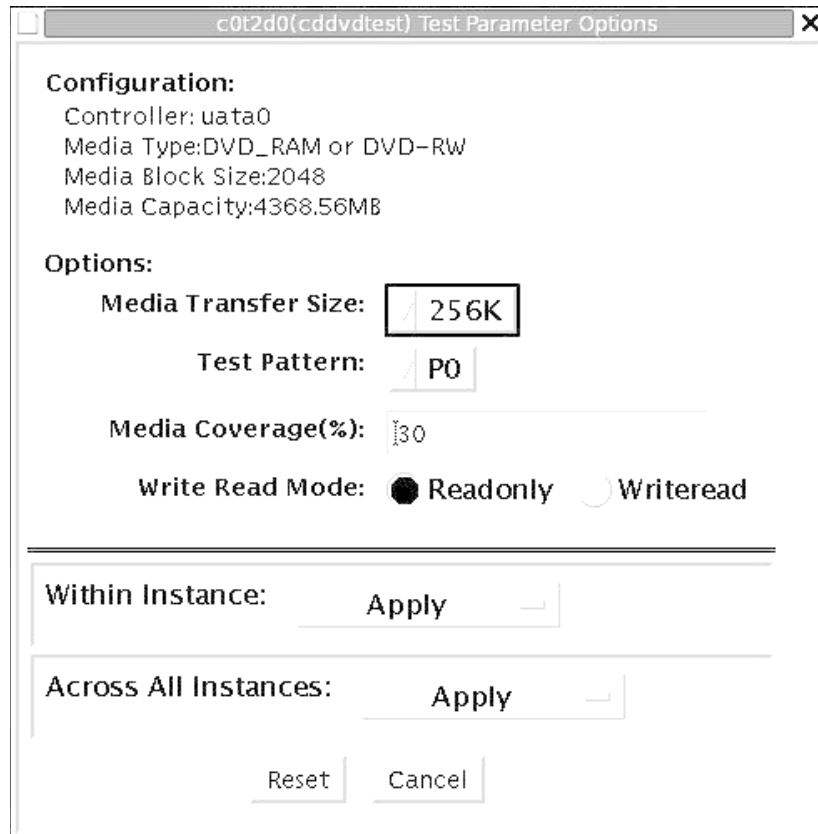 c0t2d0(cddvdtest) Test Parameter Options
Configuration:
Controller: uata0
Media Type:DVD_RAM or DVD-RW
Media Block Size:2048
Media Capacity:4368.56MB
Options:
Media Transfer Size: 256K
Test Pattern: P0
Media Coverage(%): 30
Write Read Mode: Readonly Writeread
Within Instance: Apply
Across All Instances: Apply
Reset Cancel